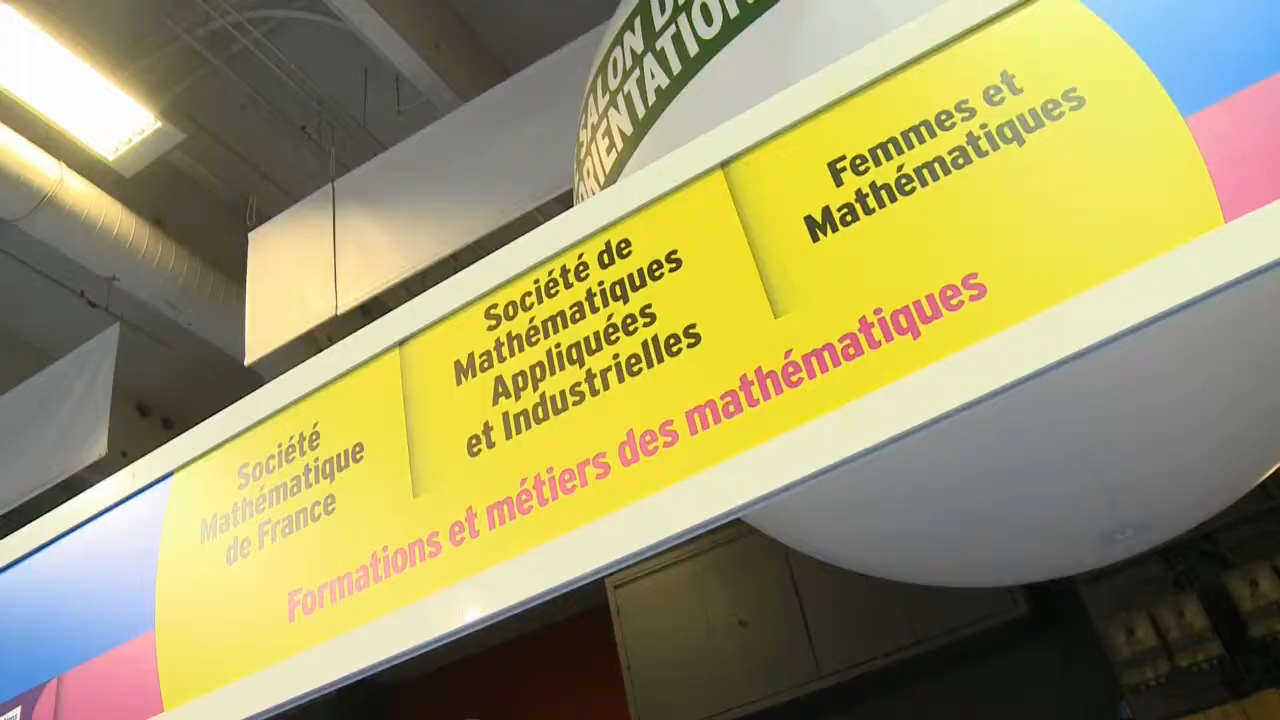 SALON D
ORIENTATION
Société
Mathématique
de France
Société de
Mathématiques
Appliquées
et Industrielles
Femmes et
Mathématiques
Formations et métiers des mathématiques